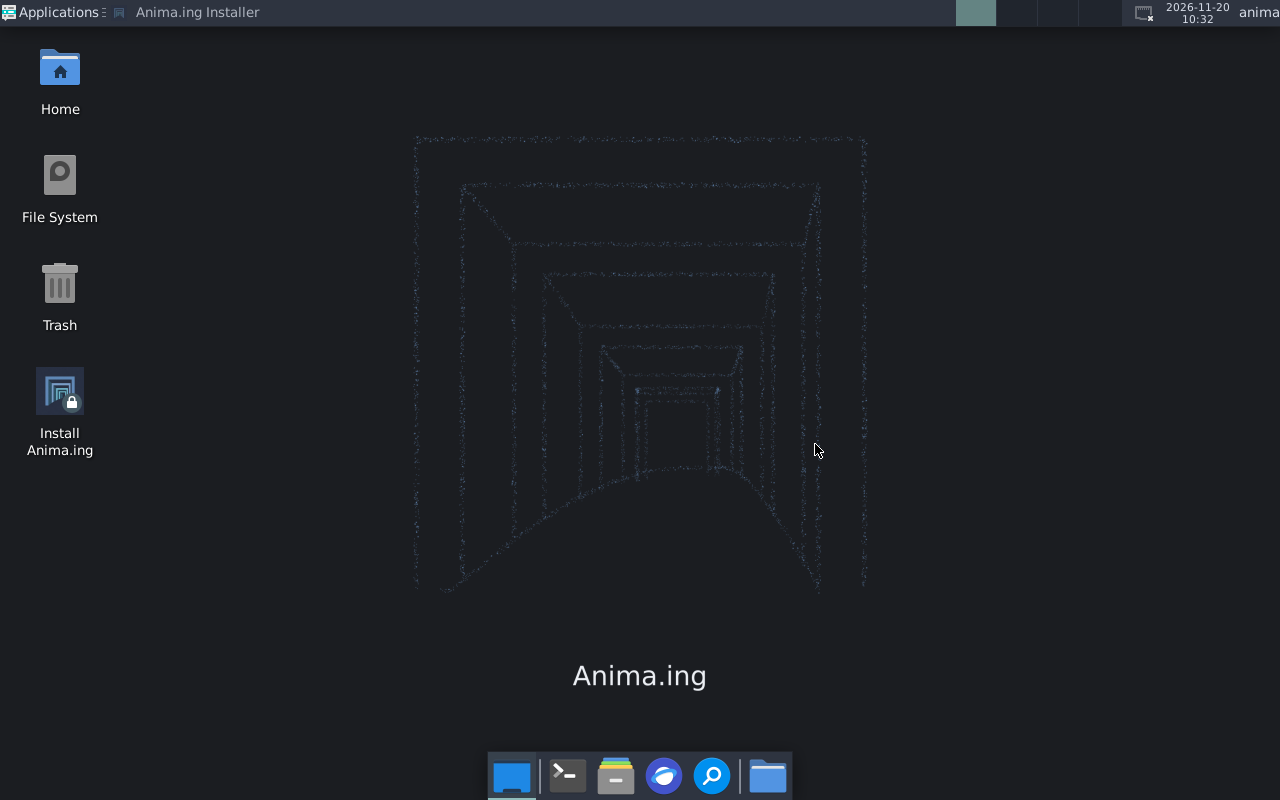 Applications
Anima.ing Installer
2026-11-20
10:32
anima
Home
File System
Trash
Install
Anima.ing
Anima.ing